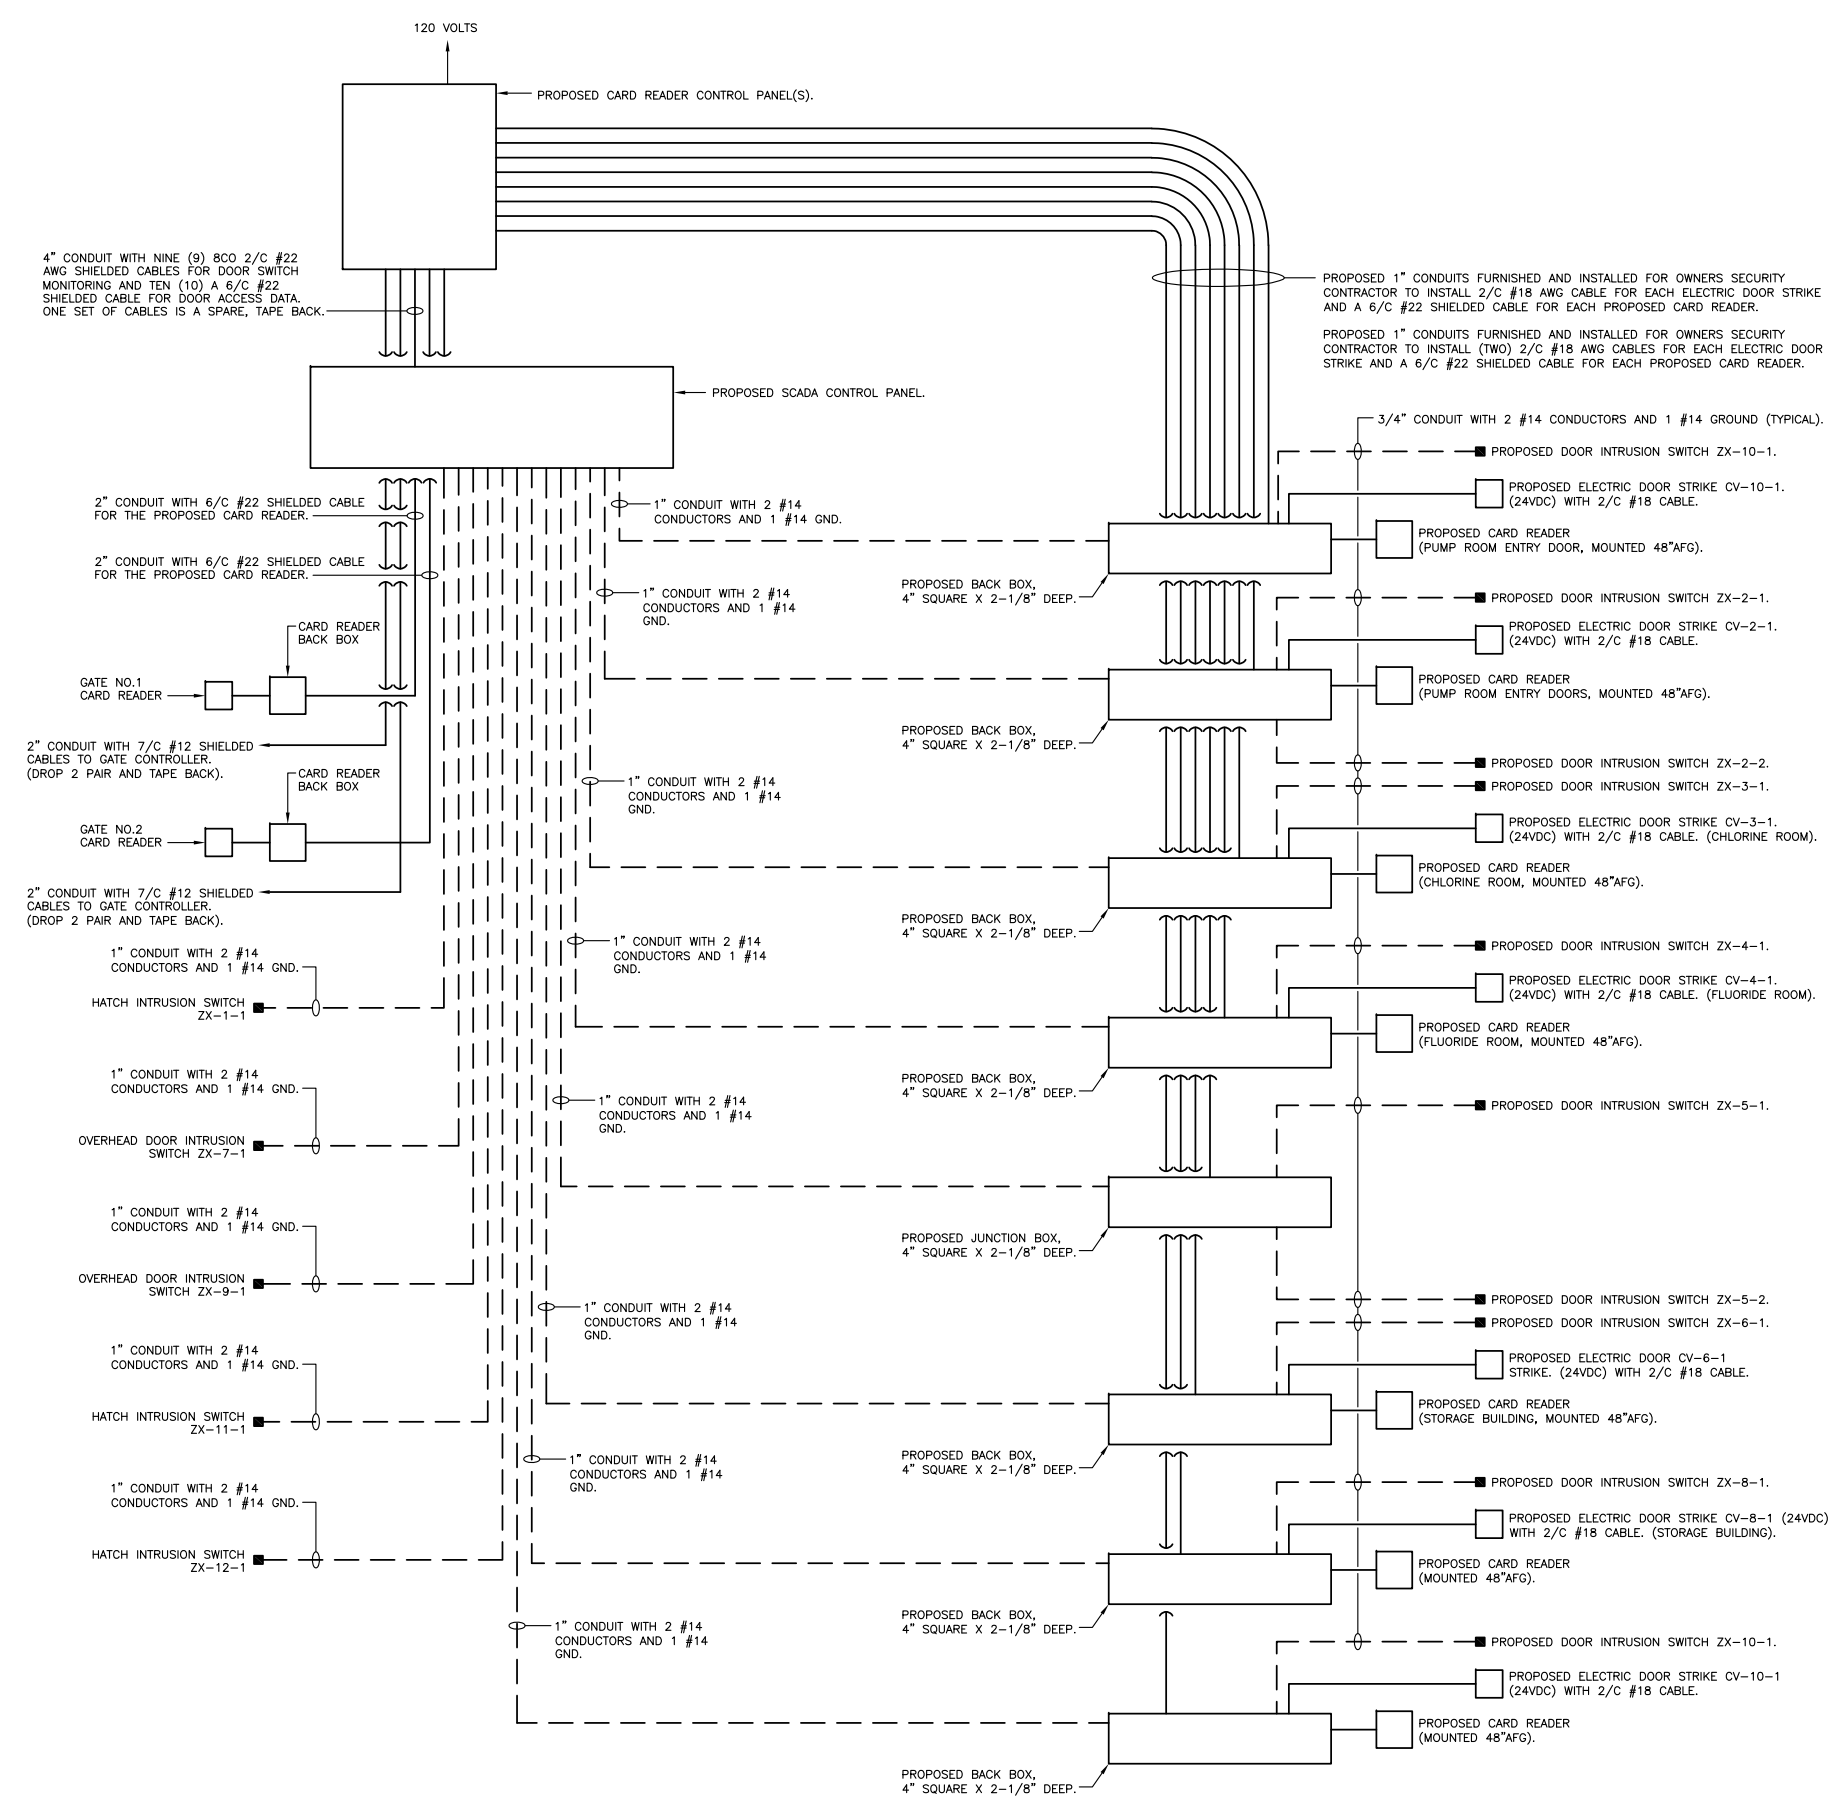 120 VOLTS
PROPOSED CARD READER CONTROL PANEL(S).
4" CONDUIT WITH NINE (9) 8CO 2/C #22
AWG SHIELDED CABLES FOR DOOR SWITCH
MONITORING AND TEN (10) A 6/C #22
SHIELDED CABLE FOR DOOR ACCESS DATA.
ONE SET OF CABLES IS A SPARE, TAPE BACK.
PROPOSED 1" CONDUITS FURNISHED AND INSTALLED FOR OWNERS SECURITY
CONTRACTOR TO INSTALL 2/C #18 AWG CABLE FOR EACH ELECTRIC DOOR STRIKE
AND A 6/C #22 SHIELDED CABLE FOR EACH PROPOSED CARD READER.
PROPOSED 1" CONDUITS FURNISHED AND INSTALLED FOR OWNERS SECURITY
CONTRACTOR TO INSTALL (TWO) 2/C #18 AWG CABLES FOR EACH ELECTRIC DOOR
STRIKE AND A 6/C #22 SHIELDED CABLE FOR EACH PROPOSED CARD READER.
PROPOSED SCADA CONTROL PANEL.
3/4" CONDUIT WITH 2 #14 CONDUCTORS AND 1 #14 GROUND (TYPICAL).
PROPOSED DOOR INTRUSION SWITCH ZX-10-1.
PROPOSED ELECTRIC DOOR STRIKE CV-10-1.
(24VDC) WITH 2/C #18 CABLE.
PROPOSED CARD READER
(PUMP ROOM ENTRY DOOR, MOUNTED 48"AFG).
2" CONDUIT WITH 6/C #22 SHIELDED CABLE
FOR THE PROPOSED CARD READER.
1" CONDUIT WITH 2 #14
CONDUCTORS AND 1 #14 GND.
2" CONDUIT WITH 6/C #22 SHIELDED CABLE
FOR THE PROPOSED CARD READER.
PROPOSED BACK BOX,
4" SQUARE X 2-1/8" DEEP.
1" CONDUIT WITH 2 #14
CONDUCTORS AND 1 #14
GND.
PROPOSED DOOR INTRUSION SWITCH ZX-2-1.
PROPOSED ELECTRIC DOOR STRIKE CV-2-1.
(24VDC) WITH 2/C #18 CABLE.
PROPOSED CARD READER
(PUMP ROOM ENTRY DOORS, MOUNTED 48"AFG).
CARD READER
BACK BOX
GATE NO.1
CARD READER
PROPOSED BACK BOX,
4" SQUARE X 2-1/8" DEEP.
2" CONDUIT WITH 7/C #12 SHIELDED
CABLES TO GATE CONTROLLER.
(DROP 2 PAIR AND TAPE BACK).
PROPOSED DOOR INTRUSION SWITCH ZX-2-2.
PROPOSED DOOR INTRUSION SWITCH ZX-3-1.
CARD READER
BACK BOX
1" CONDUIT WITH 2 #14
CONDUCTORS AND 1 #14
GND.
GATE NO.2
CARD READER
PROPOSED ELECTRIC DOOR STRIKE CV-3-1.
(24VDC) WITH 2/C #18 CABLE. (CHLORINE ROOM).
PROPOSED CARD READER
(CHLORINE ROOM, MOUNTED 48"AFG).
2" CONDUIT WITH 7/C #12 SHIELDED
CABLES TO GATE CONTROLLER.
(DROP 2 PAIR AND TAPE BACK).
PROPOSED BACK BOX,
4" SQUARE X 2-1/8" DEEP.
1" CONDUIT WITH 2 #14
CONDUCTORS AND 1 #14 GND.
HATCH INTRUSION SWITCH
ZX-1-1
1" CONDUIT WITH 2 #14
CONDUCTORS AND 1 #14
GND.
PROPOSED DOOR INTRUSION SWITCH ZX-4-1.
PROPOSED ELECTRIC DOOR STRIKE CV-4-1.
(24VDC) WITH 2/C #18 CABLE. (FLUORIDE ROOM).
PROPOSED CARD READER
(FLUORIDE ROOM, MOUNTED 48"AFG).
1" CONDUIT WITH 2 #14
CONDUCTORS AND 1 #14 GND.
PROPOSED BACK BOX,
4" SQUARE X 2-1/8" DEEP.
1" CONDUIT WITH 2 #14
CONDUCTORS AND 1 #14
GND.
PROPOSED DOOR INTRUSION SWITCH ZX-5-1.
OVERHEAD DOOR INTRUSION
SWITCH ZX-7-1
1" CONDUIT WITH 2 #14
CONDUCTORS AND 1 #14 GND.
PROPOSED JUNCTION BOX,
4" SQUARE X 2-1/8" DEEP.
OVERHEAD DOOR INTRUSION
SWITCH ZX-9-1
1" CONDUIT WITH 2 #14
CONDUCTORS AND 1 #14
GND.
PROPOSED DOOR INTRUSION SWITCH ZX-5-2.
PROPOSED DOOR INTRUSION SWITCH ZX-6-1.
1" CONDUIT WITH 2 #14
CONDUCTORS AND 1 #14 GND.
PROPOSED ELECTRIC DOOR CV-6-1
STRIKE. (24VDC) WITH 2/C #18 CABLE.
PROPOSED CARD READER
(STORAGE BUILDING, MOUNTED 48"AFG).
HATCH INTRUSION SWITCH
ZX-11-1
PROPOSED BACK BOX,
4" SQUARE X 2-1/8" DEEP.
1" CONDUIT WITH 2 #14
CONDUCTORS AND 1 #14
GND.
1" CONDUIT WITH 2 #14
CONDUCTORS AND 1 #14 GND.
PROPOSED DOOR INTRUSION SWITCH ZX-8-1.
PROPOSED ELECTRIC DOOR STRIKE CV-8-1 (24VDC)
WITH 2/C #18 CABLE. (STORAGE BUILDING).
HATCH INTRUSION SWITCH
ZX-12-1
PROPOSED CARD READER
(MOUNTED 48"AFG).
PROPOSED BACK BOX,
4" SQUARE X 2-1/8" DEEP.
1" CONDUIT WITH 2 #14
CONDUCTORS AND 1 #14
GND.
PROPOSED DOOR INTRUSION SWITCH ZX-10-1.
PROPOSED ELECTRIC DOOR STRIKE CV-10-1
(24VDC) WITH 2/C #18 CABLE.
PROPOSED CARD READER
(MOUNTED 48"AFG).
PROPOSED BACK BOX,
4" SQUARE X 2-1/8" DEEP.